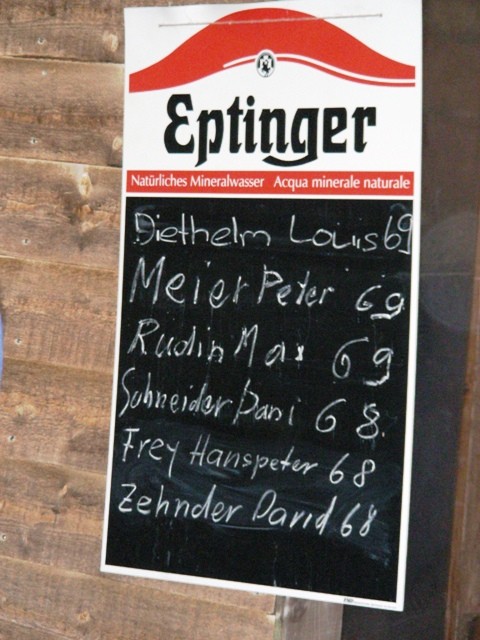 Eptinger
Natürliches Mineralwasser Acqua minerale naturale
Diethelm Louis 69
Meier Peter 69
Rudin Max 69
Schneider Dani 68
Frey Hanspeter 68
Zehnder David 68